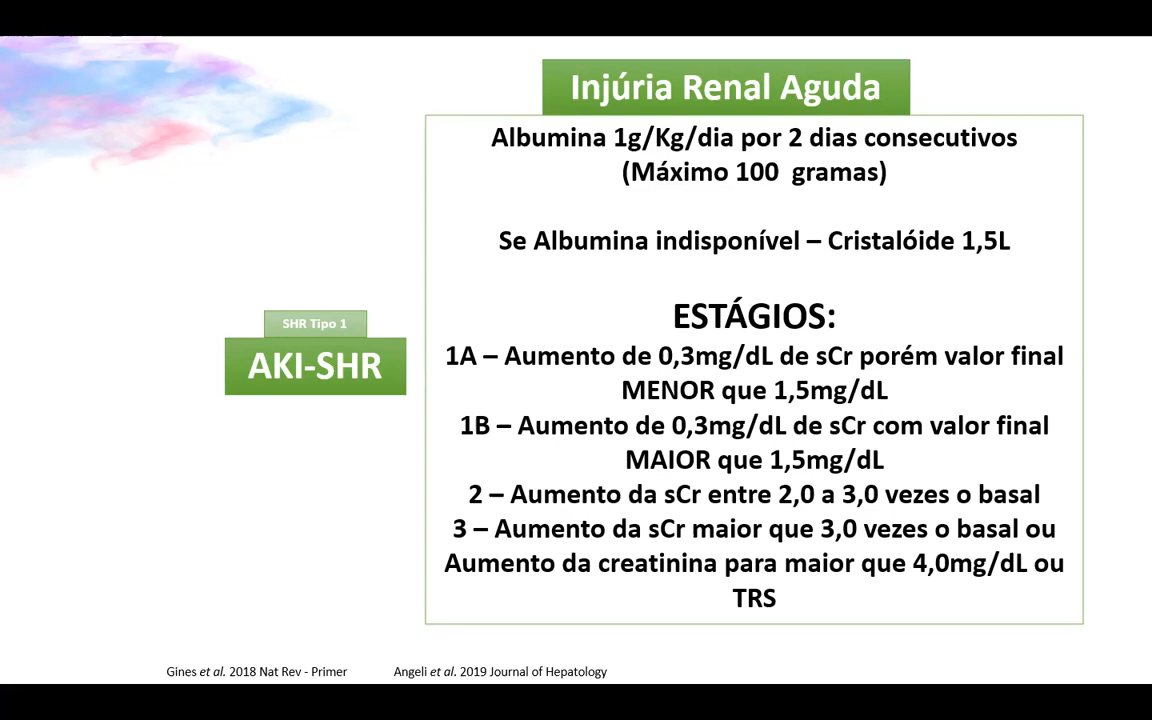 Injúria Renal Aguda
Albumina 1g/Kg/dia por 2 dias consecutivos
(Máximo 100 gramas)
Se Albumina indisponível – Cristalóide 1,5L
ESTÁGIOS:
1A – Aumento de 0,3mg/dL de sCr porém valor final
MENOR que 1,5mg/dL
1B – Aumento de 0,3mg/dL de sCr com valor final
MAIOR que 1,5mg/dL
2 – Aumento da sCr entre 2,0 a 3,0 vezes o basal
3 – Aumento da sCr maior que 3,0 vezes o basal ou
Aumento da creatinina para maior que 4,0mg/dL ou
TRS
SHR Tipo 1
AKI-SHR
Gines et al. 2018 Nat Rev - Primer
Angeli et al. 2019 Journal of Hepatology